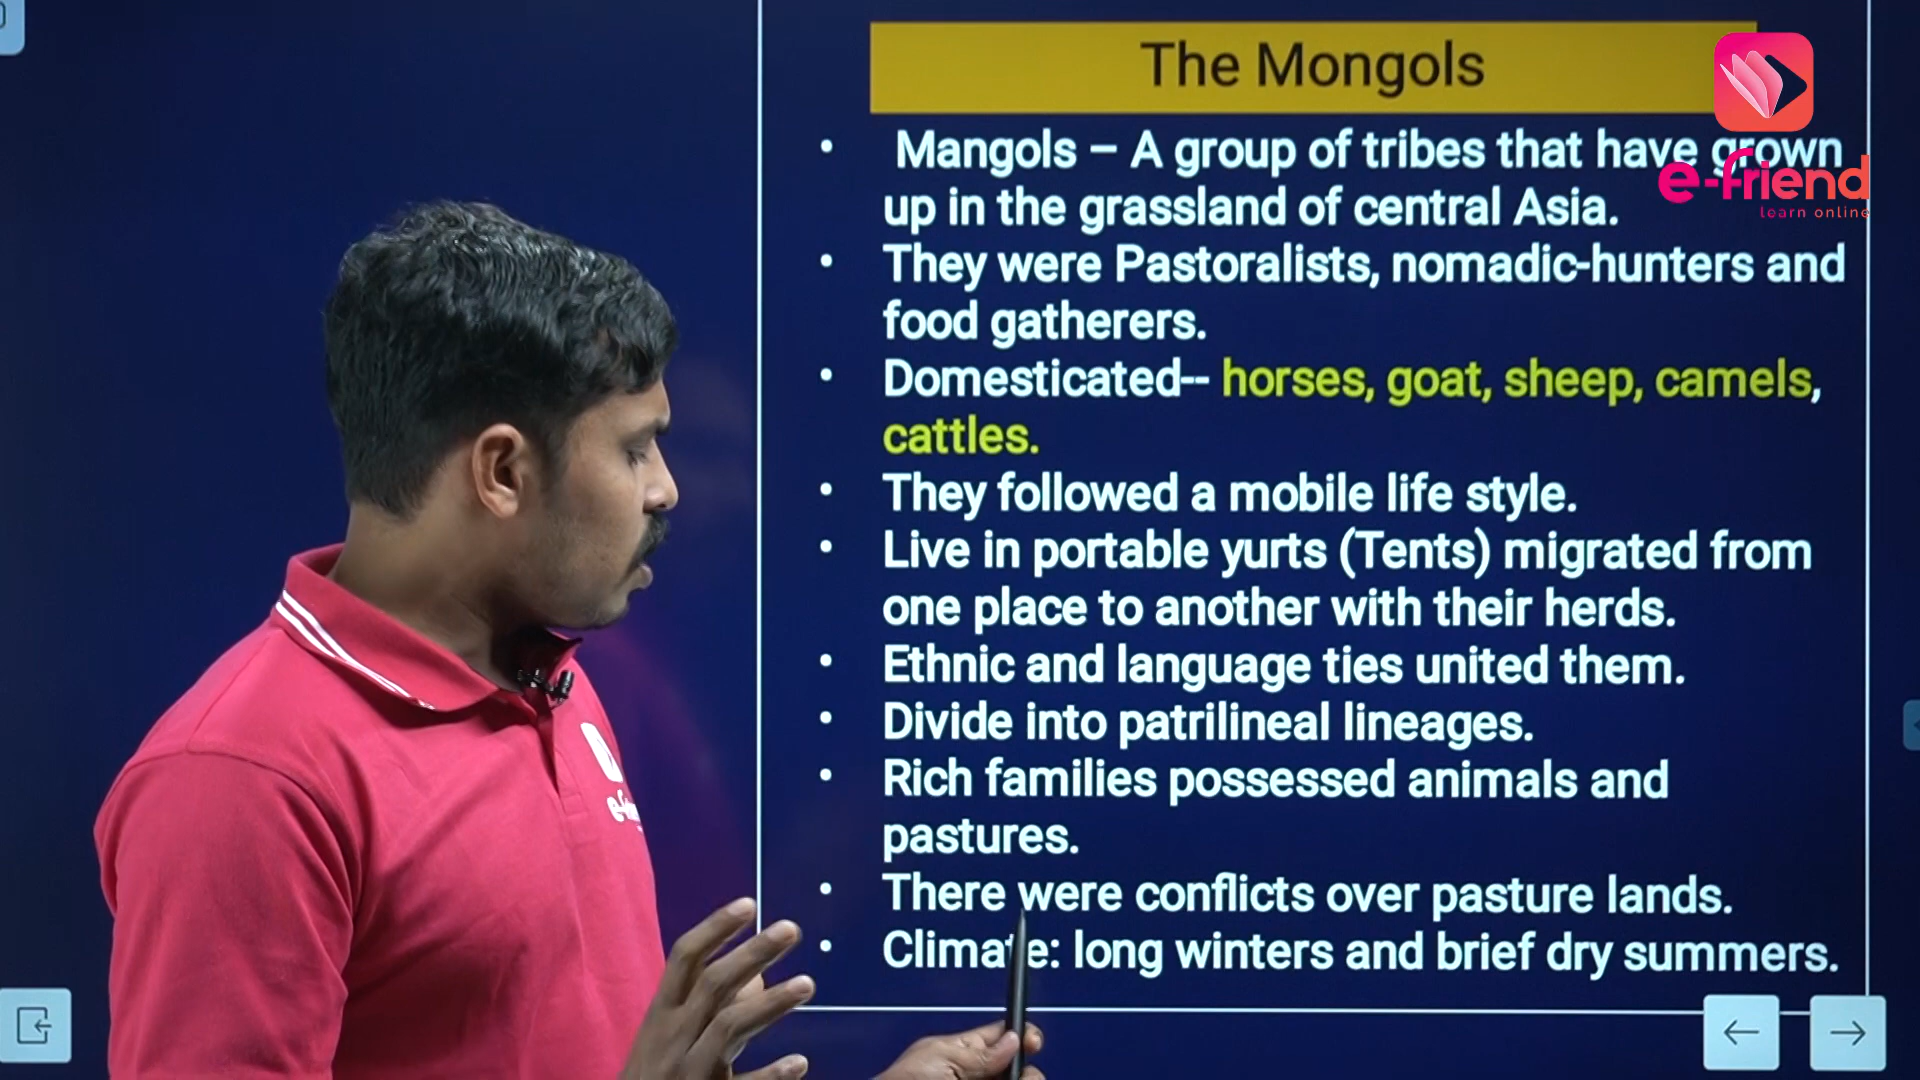 The Mongols
• Mangols – A group of tribes that have grown
up in the grassland of central Asia.
• They were Pastoralists, nomadic-hunters and
food gatherers.
• Domesticated-- horses, goat, sheep, camels,
cattles.
• They followed a mobile life style.
• Live in portable yurts (Tents) migrated from
one place to another with their herds.
• Ethnic and language ties united them.
• Divide into patrilineal lineages.
• Rich families possessed animals and
pastures.
• There were conflicts over pasture lands.
• Climate: long winters and brief dry summers.
e-friend
learn online